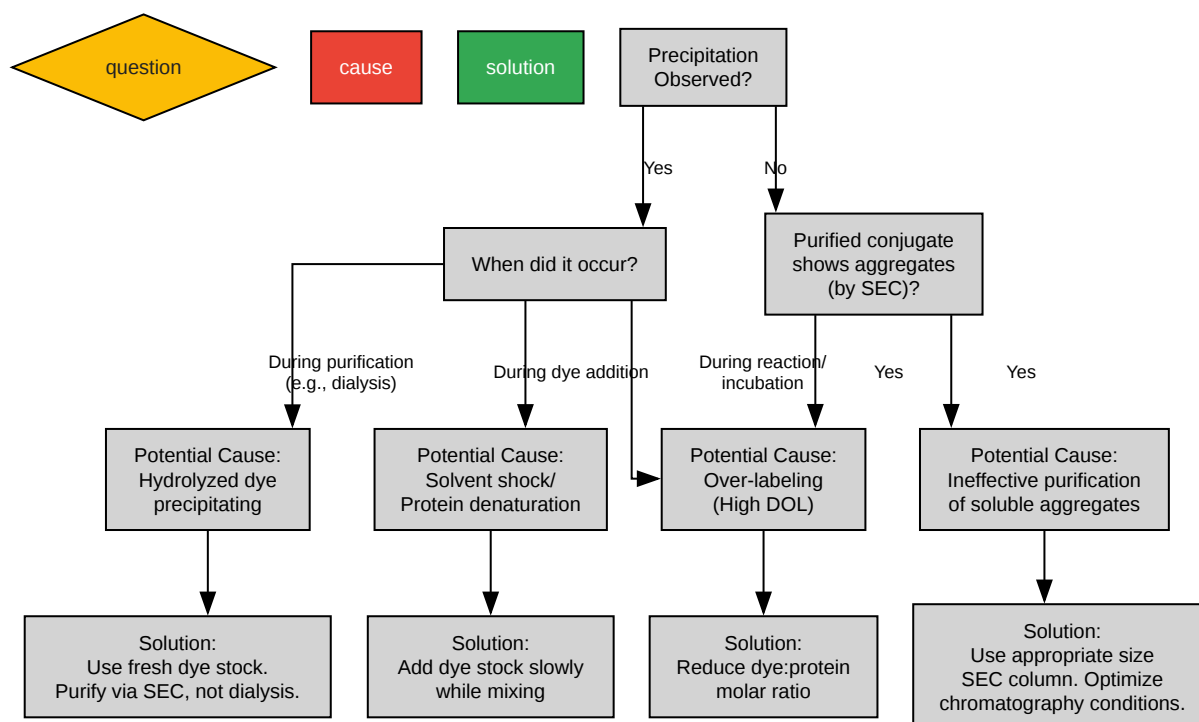 question
cause
solution
Precipitation
Observed?
Yes
No
When did it occur?
Purified conjugate
shows aggregates
(by SEC)?
During purification
(e.g., dialysis)
During dye addition
During reaction/
incubation
Yes
Yes
Potential Cause:
Hydrolyzed dye
precipitating
Potential Cause:
Solvent shock/
Protein denaturation
Potential Cause:
Over-labeling
(High DOL)
Potential Cause:
Ineffective purification
of soluble aggregates
Solution:
Use fresh dye stock.
Purify via SEC, not dialysis.
Solution:
Add dye stock slowly
while mixing
Solution:
Reduce dye:protein
molar ratio
Solution:
Use appropriate size
SEC column. Optimize
chromatography conditions.